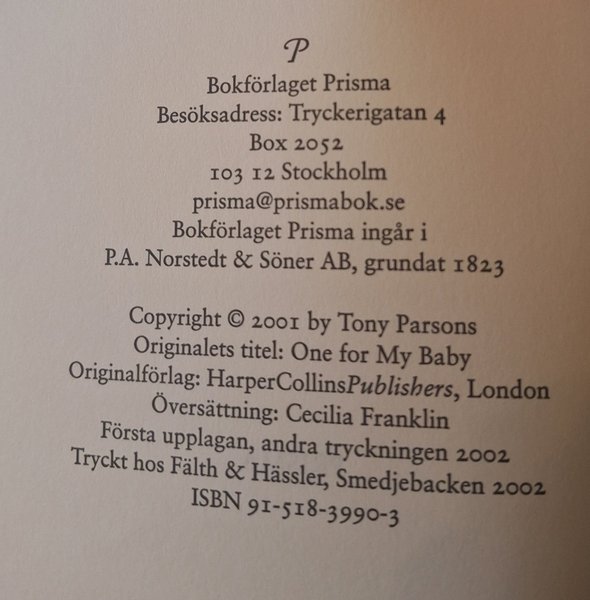 P
Bokförlaget Prisma
Besöksadress: Tryckerigatan 4
Box 2052
103 12 Stockholm
prisma@prismabok.se
Bokförlaget Prisma ingår i
P.A. Norstedt & Söner AB, grundat 1823
Copyright © 2001 by Tony Parsons
Originalets titel: One for My Baby
Originalförlag: HarperCollinsPublishers, London
Översättning: Cecilia Franklin
Första upplagan, andra tryckningen 2002
Tryckt hos Fälth & Hässler, Smedjebacken 2002
ISBN 91-518-3990-3